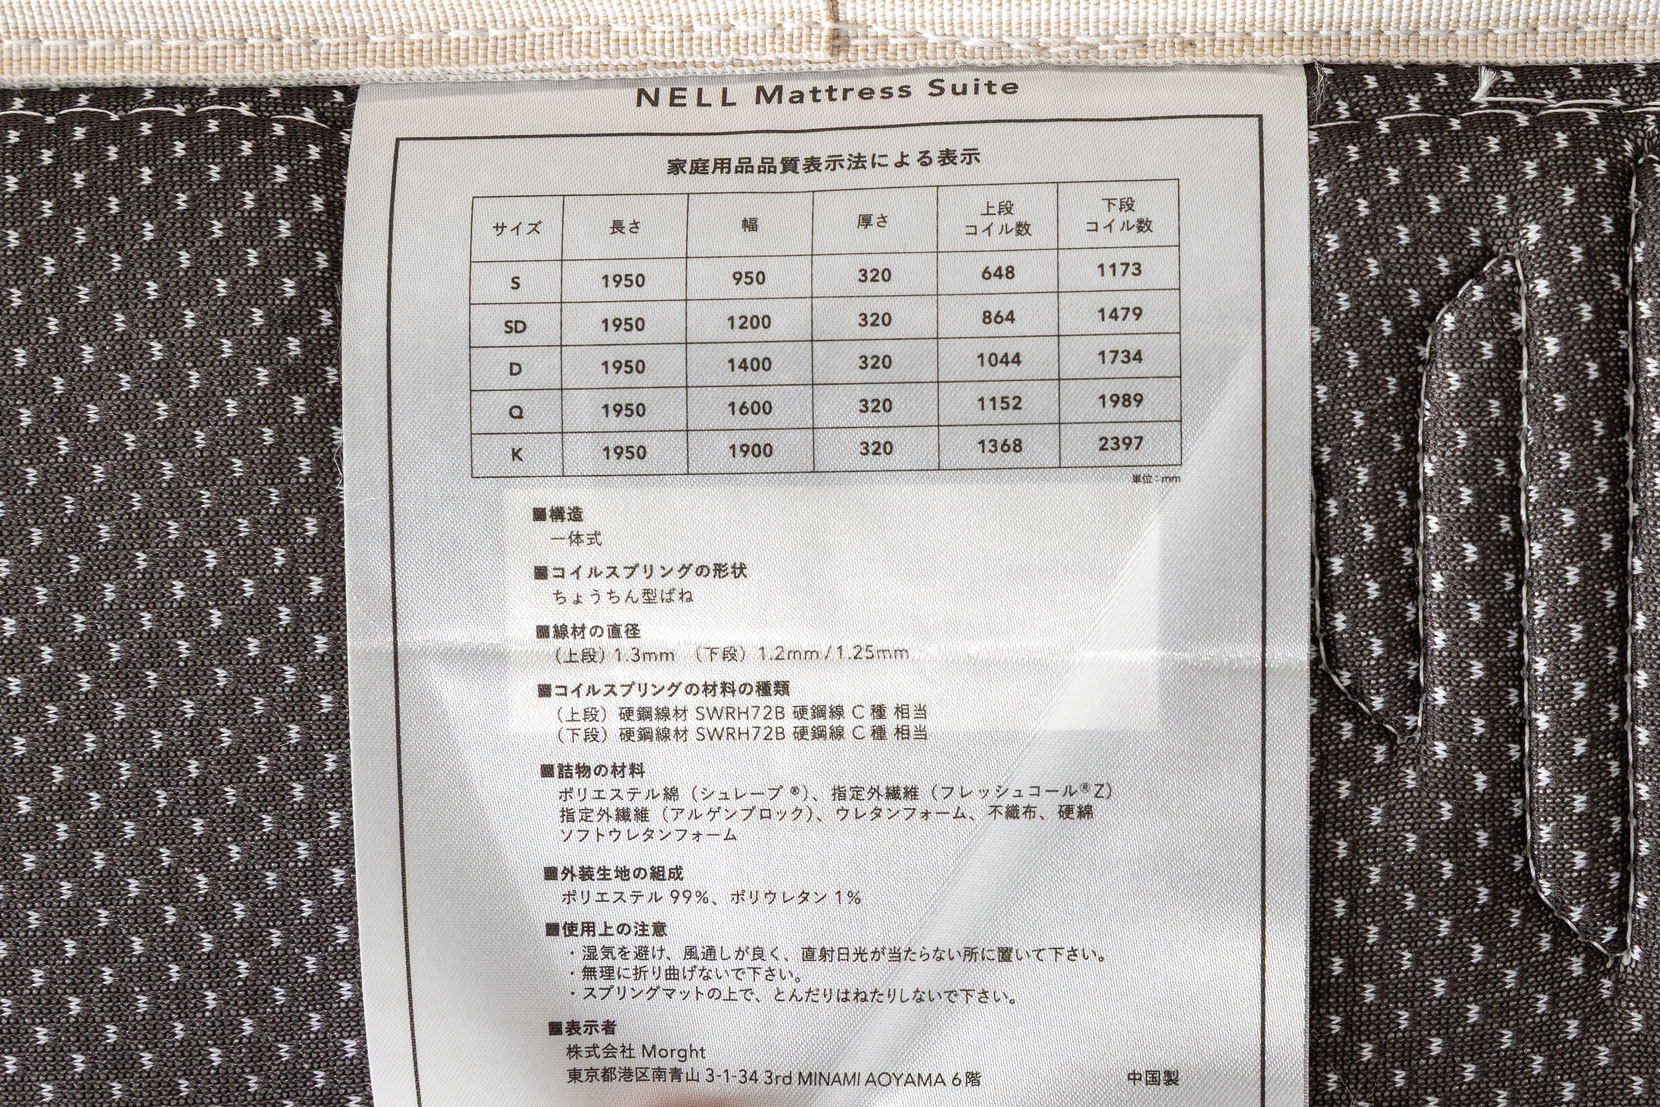 NELL Mattress Suite
家庭用品品質表示法による表示
サイズ 長さ 幅 厚さ 上段コイル数 下段コイル数
S 1950 950 320 648 1173
SD 1950 1200 320 864 1479
D 1950 1400 320 1044 1734
Q 1950 1600 320 1152 1989
K 1950 1900 320 1368 2397
単位：mm
■構造
一体式
■コイルスプリングの形状
ちょうちん型ばね
■線材の直径
（上段）1.3mm （下段）1.2mm/1.25mm
■コイルスプリングの材料の種類
（上段）硬鋼線材 SWRH72B 硬鋼線 C 種 相当
（下段）硬鋼線材 SWRH72B 硬鋼線 C 種 相当
■詰物の材料
ポリエステル綿（シュレープ®）、指定外繊維（フレッシュコール®Z）
指定外繊維（アルゲンブロック）、ウレタンフォーム、不織布、硬綿
ソフトウレタンフォーム
■外装生地の組成
ポリエステル 99%、ポリウレタン 1%
■使用上の注意
・湿気を避け、風通しが良く、直射日光が当たらない所に置いて下さい。
・無理に折り曲げないで下さい。
・スプリングマットの上で、とんだりはねたりしないで下さい。
■表示者
株式会社 Morght
東京都港区南青山 3-1-34 3rd MINAMI AOYAMA 6階 中国製